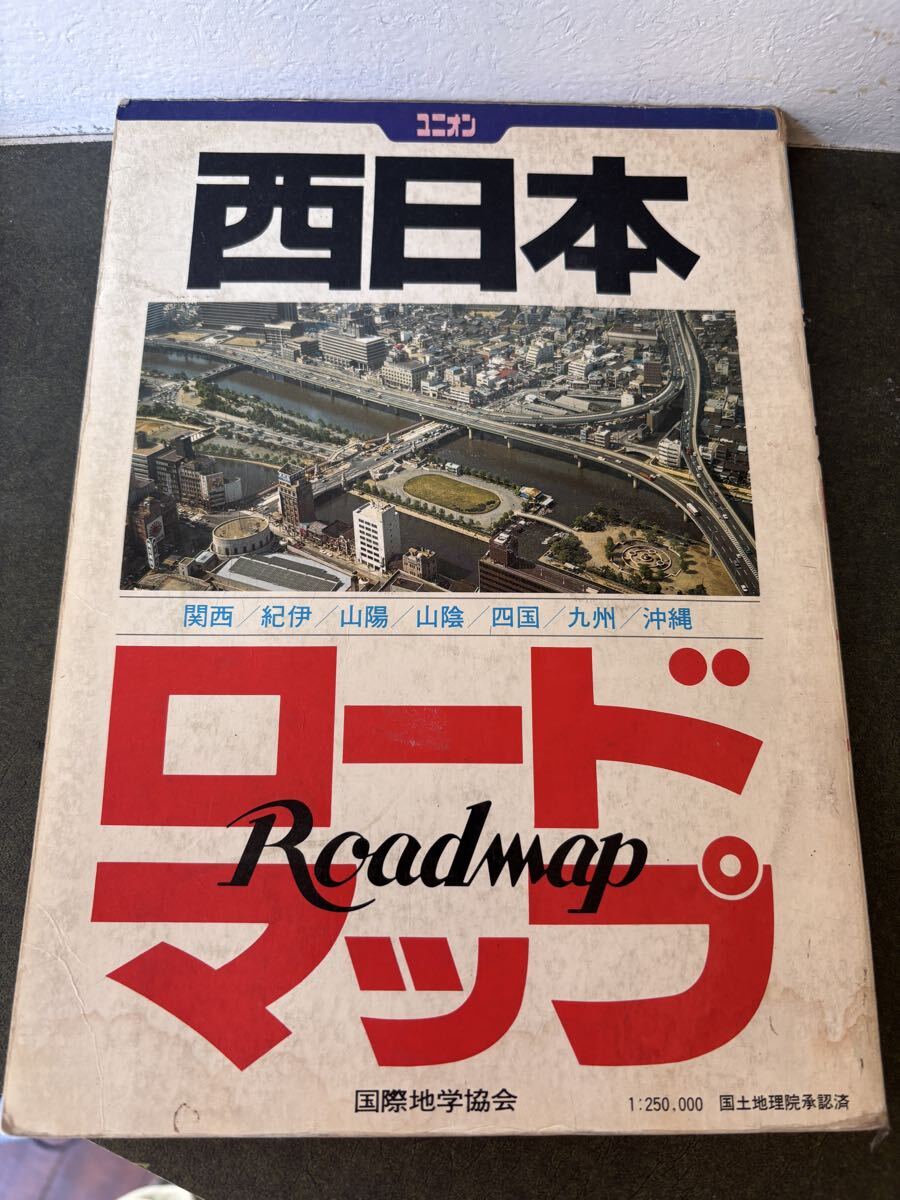 ユニオン
西日本
関西/紀伊/山陽/山陰/四国/九州/沖縄
ロード
Roadmap
マップ
国際地学協会
1:250,000 国土地理院承認済